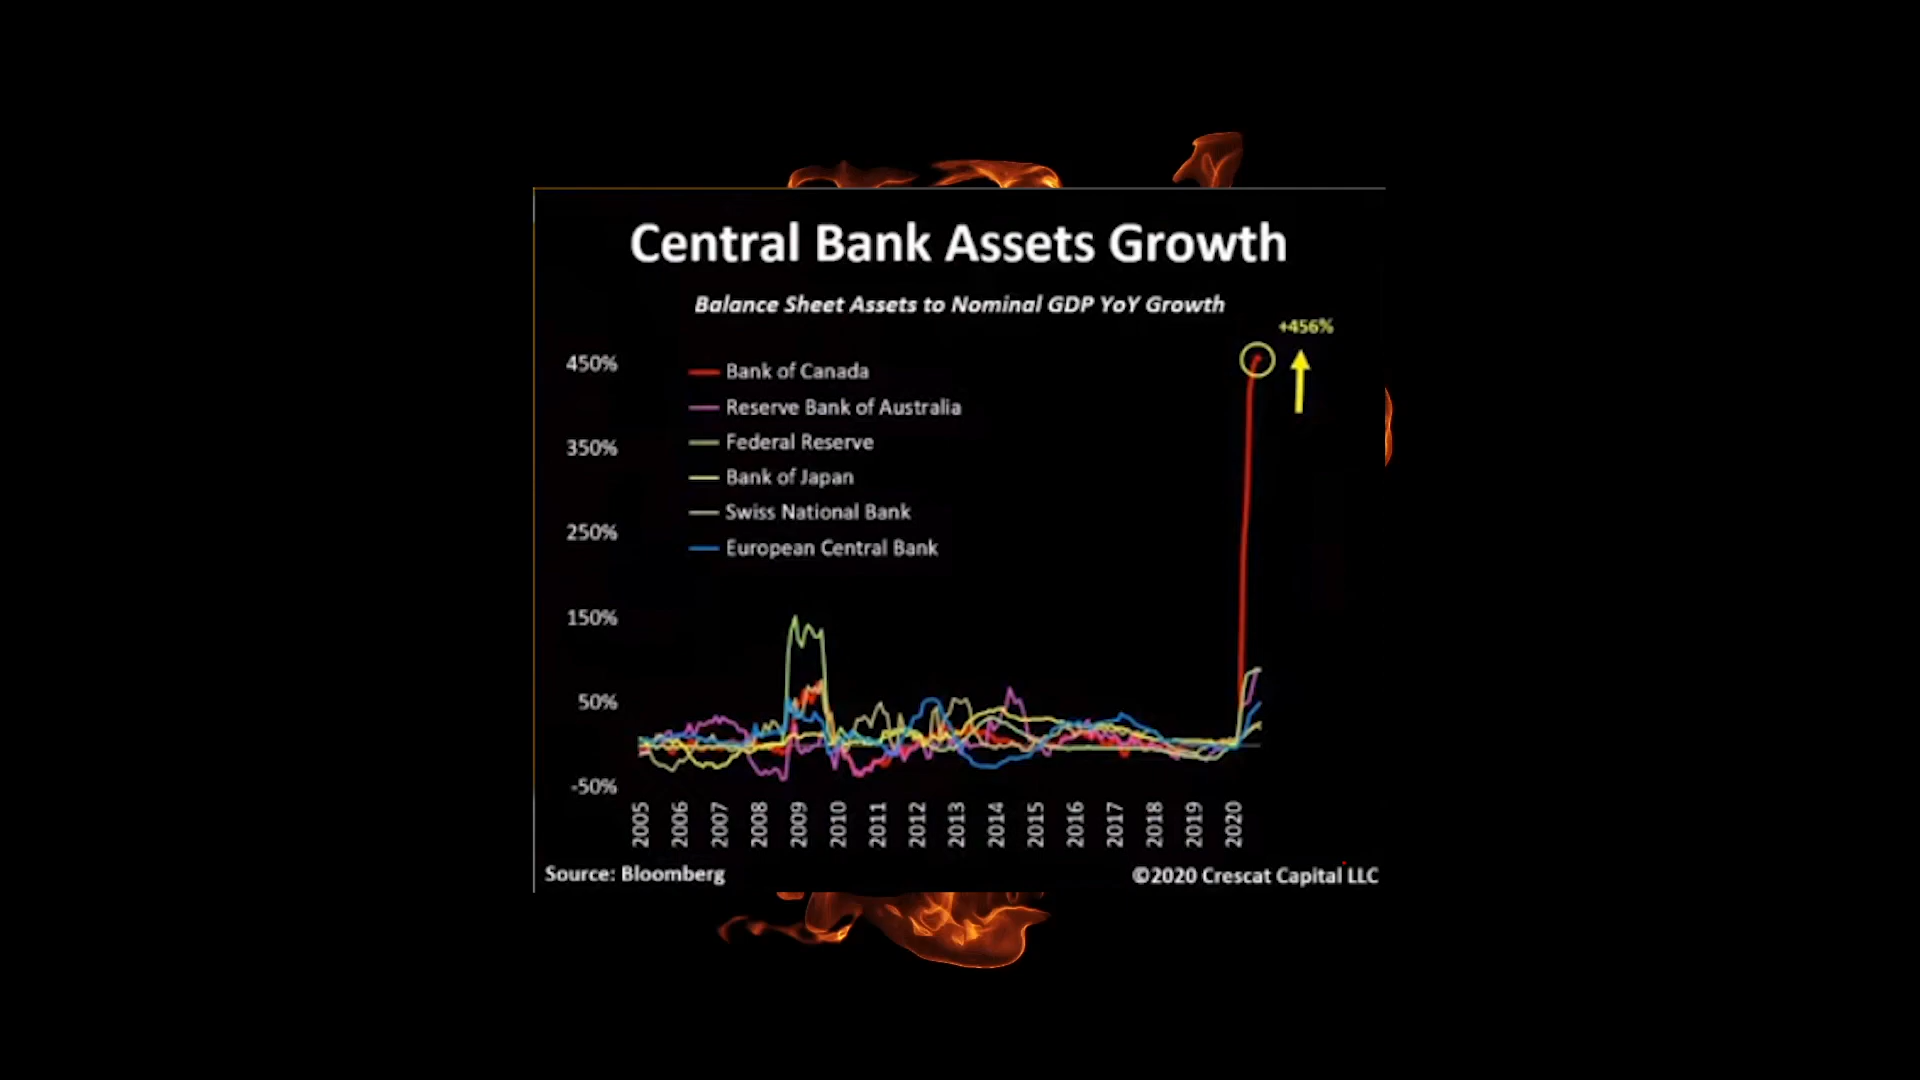 Central Bank Assets Growth
Balance Sheet Assets to Nominal GDP YoY Growth
+456%
450%
350%
250%
150%
50%
-50%
Bank of Canada
Reserve Bank of Australia
Federal Reserve
Bank of Japan
Swiss National Bank
European Central Bank
2005 2006 2007 2008 2009 2010 2011 2012 2013 2014 2015 2016 2017 2018 2019 2020
Source: Bloomberg
©2020 Crescat Capital LLC